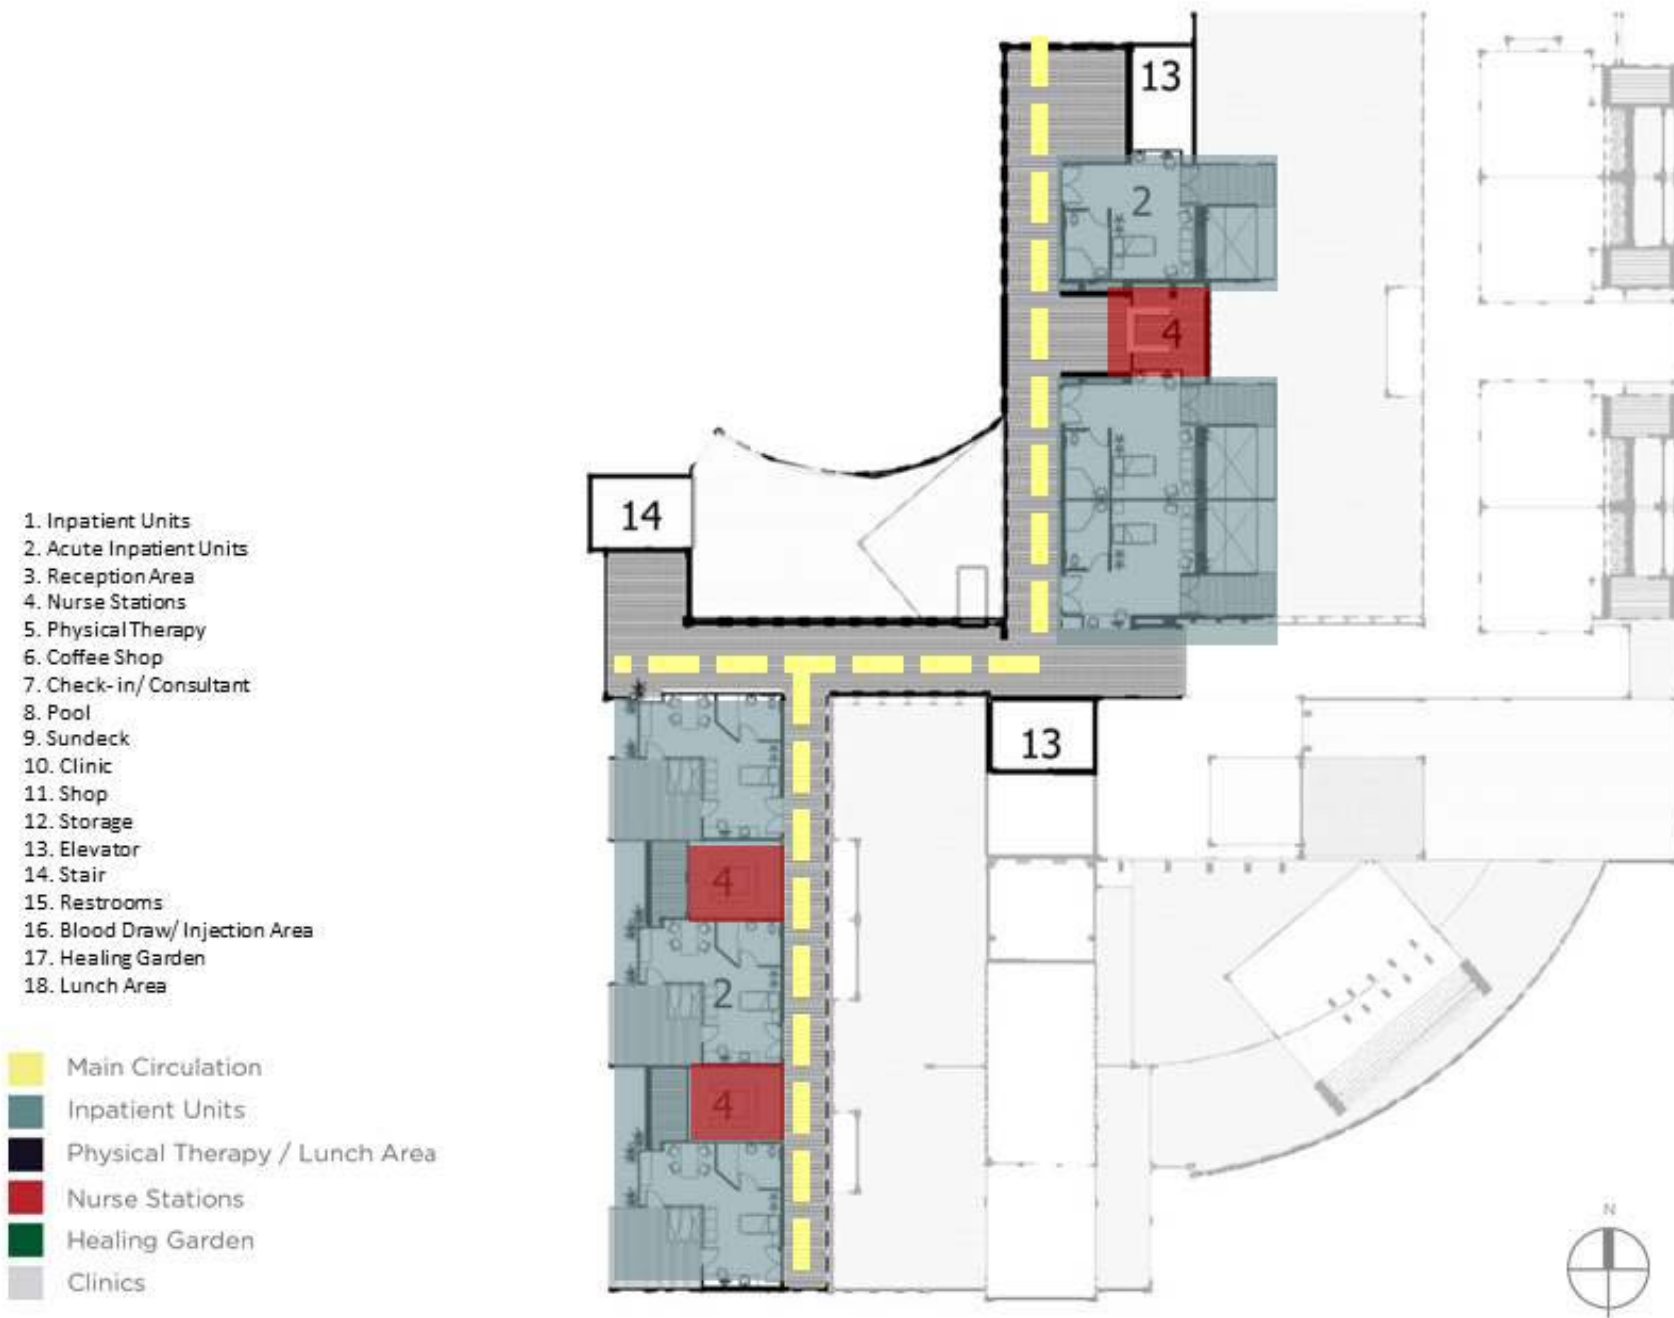 1. Inpatient Units
2. Acute Inpatient Units
3. Reception Area
4. Nurse Stations
5. Physical Therapy
6. Coffee Shop
7. Check- in/ Consultant
8. Pool
9. Sundeck
10. Clinic
11. Shop
12. Storage
13. Elevator
14. Stair
15. Restrooms
16. Blood Draw/ Injection Area
17. Healing Garden
18. Lunch Area
Main Circulation
Inpatient Units
Physical Therapy / Lunch Area
Nurse Stations
Healing Garden
Clinics
13
2
4
14
13
4
2
4
N